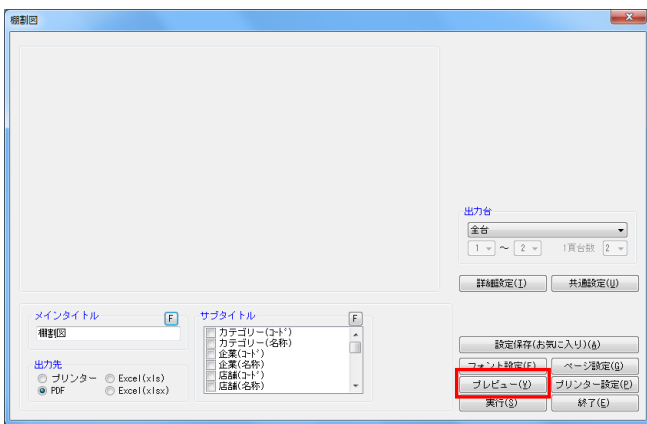 棚割図
出力台
全台
1 ～ 2 1頁台数 2
詳細設定(I) 共通設定(U)
メインタイトル F
棚割図
サブタイトル F
カテゴリー(コード)
カテゴリー(名称)
企業(コード)
企業(名称)
店舗(コード)
店舗(名称)
出力先
プリンター Excel(xls)
PDF Excel(xlsx)
設定保存(お気に入り)(A)
フォント設定(F) ページ設定(G)
プレビュー(Y) プリンター設定(P)
実行(S) 終了(E)